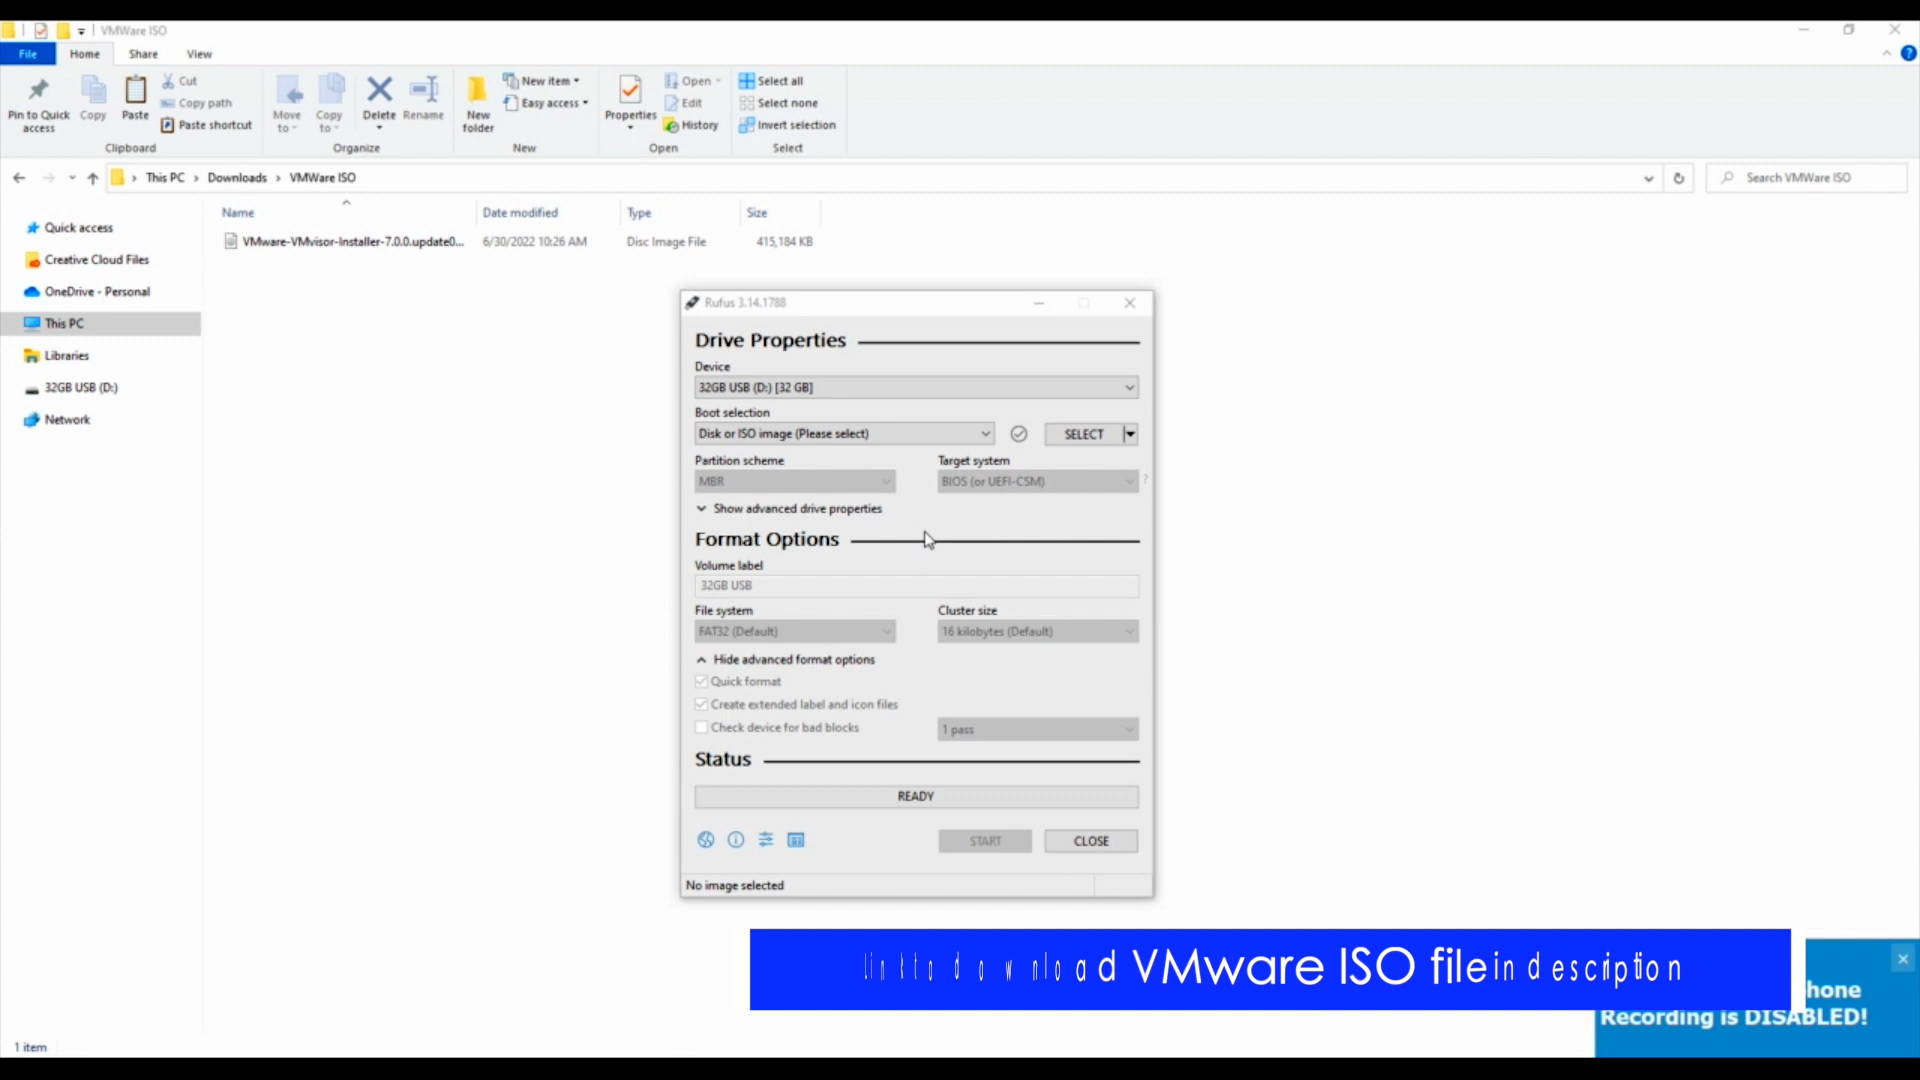 VMWare ISO
File Home Share View
Pin to Quick access
Copy
Paste
Cut
Copy path
Paste shortcut
Clipboard
Move to
Copy to
Delete
Rename
Organize
New folder
New item
Easy access
New
Properties
Open
Edit
History
Open
Select all
Select none
Invert selection
Select
This PC > Downloads > VMWare ISO
Search VMWare ISO
Name Date modified Type Size
VMware-VMvisor-Installer-7.0.0.update0... 6/30/2022 10:26 AM Disc Image File 415,184 KB
Quick access
Creative Cloud Files
OneDrive - Personal
This PC
Libraries
32GB USB (D:)
Network
Rufus 3.14.1788
Drive Properties
Device
32GB USB (D:) [32 GB]
Boot selection
Disk or ISO image (Please select) SELECT
Partition scheme Target system
MBR BIOS (or UEFI-CSM) ?
Show advanced drive properties
Format Options
Volume label
32GB USB
File system Cluster size
FAT32 (Default) 16 kilobytes (Default)
Hide advanced format options
Quick format
Create extended label and icon files
Check device for bad blocks 1 pass
Status
READY
START CLOSE
No image selected
Link to download VMware ISO file in description
hone
Recording is DISABLED!
1 item